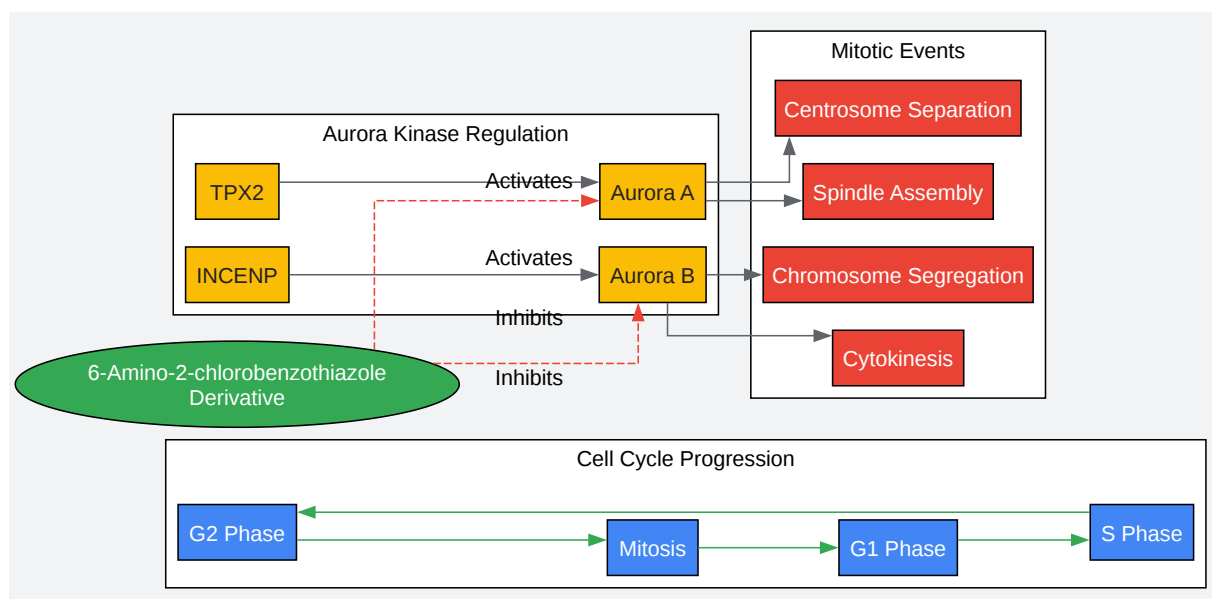 Mitotic Events
Centrosome Separation
Aurora Kinase Regulation
TPX2
Activates
Aurora A
Spindle Assembly
INCENP
Activates
Aurora B
Chromosome Segregation
Inhibits
Cytokinesis
6-Amino-2-chlorobenzothiazole
Derivative
Inhibits
Cell Cycle Progression
G2 Phase
Mitosis
G1 Phase
S Phase